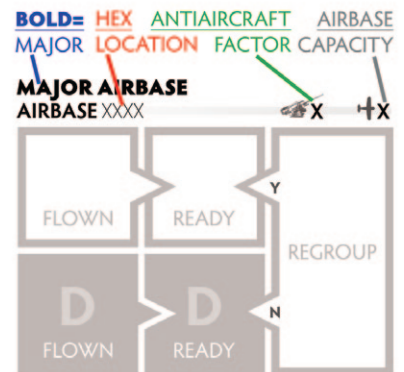 BOLD= HEX ANTIAIRCRAFT AIRBASE
MAJOR LOCATION FACTOR CAPACITY
MAJOR AIRBASE
AIRBASE XXXX X X
Y
FLOWN READY
REGROUP
D D
N
FLOWN READY